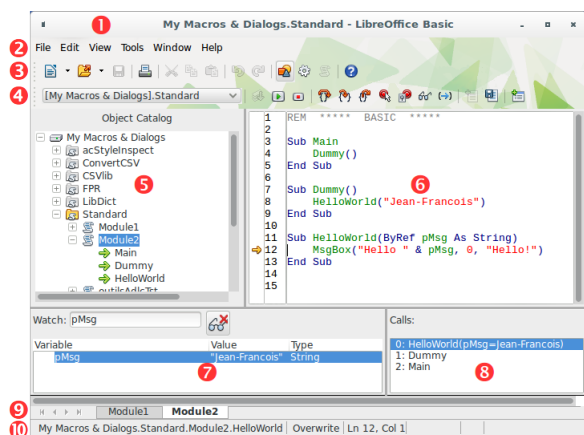 1 My Macros & Dialogs.Standard - LibreOffice Basic
2 File Edit View Tools Window Help
3
4 [My Macros & Dialogs].Standard
Object Catalog
My Macros & Dialogs
acStyleInspect
ConvertCSV
CSVlib
FPR
LibDict
Standard
Module1
Module2
Main
Dummy
HelloWorld
outilsAdlcTst
5
1 REM ***** BASIC *****
2
3 Sub Main
4 Dummy()
5 End Sub
6
7 Sub Dummy()
8 HelloWorld("Jean-Francois")
9 End Sub
10
11 Sub HelloWorld(ByRef pMsg As String)
12 MsgBox("Hello " & pMsg, 0, "Hello!")
13 End Sub
14
15
6
Watch: pMsg
Variable Value Type
pMsg "Jean-Francois" String
7
Calls:
0: HelloWorld(pMsg=Jean-Francois)
1: Dummy
2: Main
8
9 Module1 Module2
10 My Macros & Dialogs.Standard.Module2.HelloWorld Overwrite Ln 12, Col 1